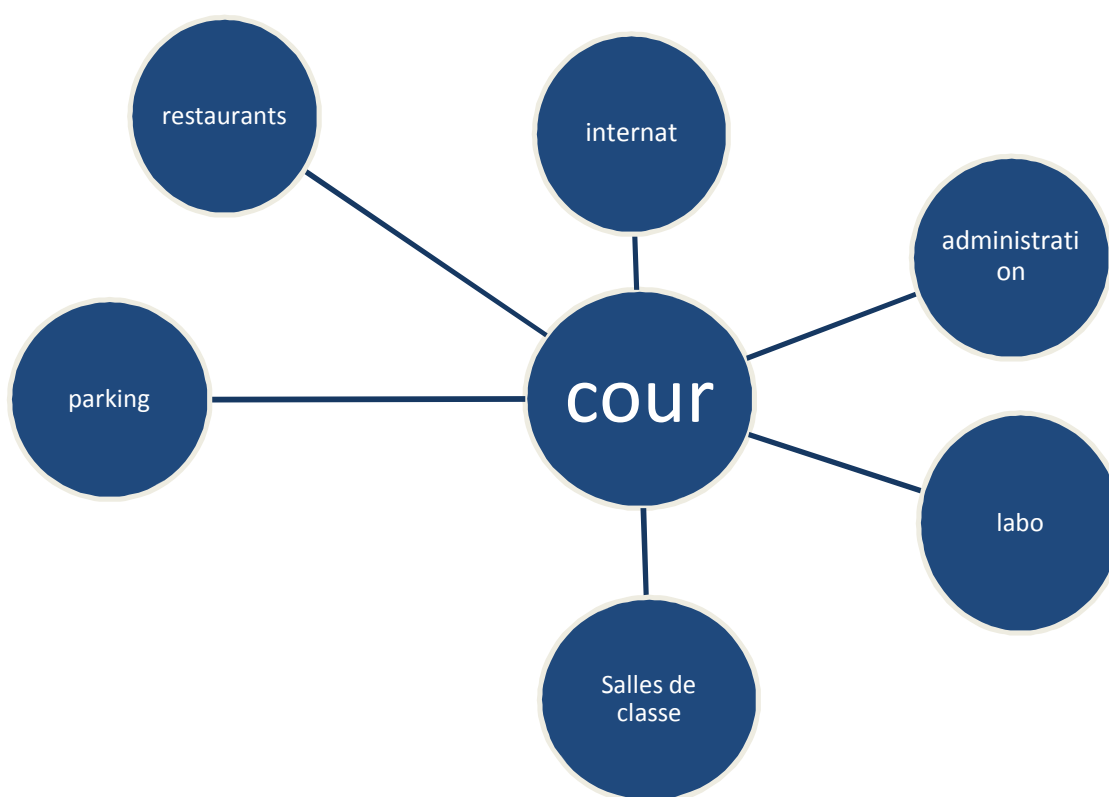 restaurants
internat
administrati
on
parking
cour
labo
Salles de
classe